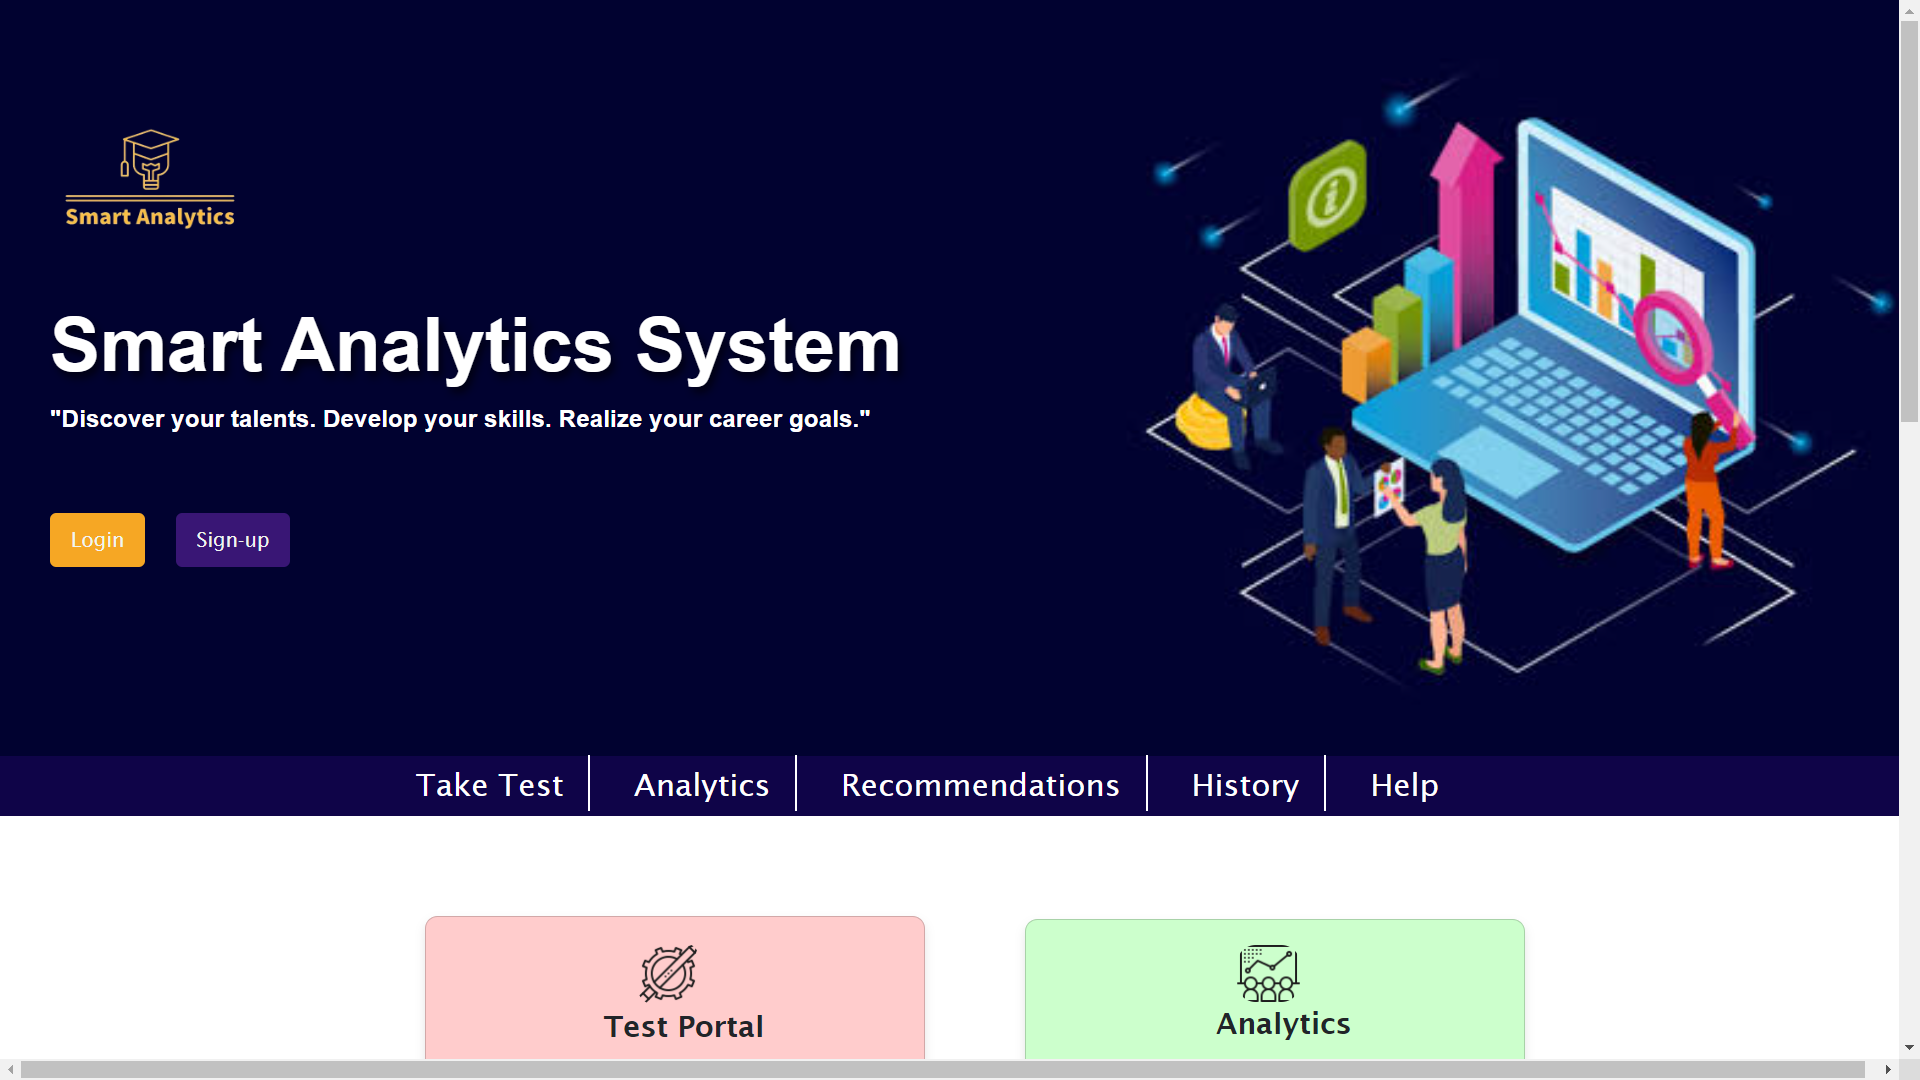 Smart Analytics
Smart Analytics System
"Discover your talents. Develop your skills. Realize your career goals."
Login
Sign-up
Take Test
Analytics
Recommendations
History
Help
Test Portal
Analytics